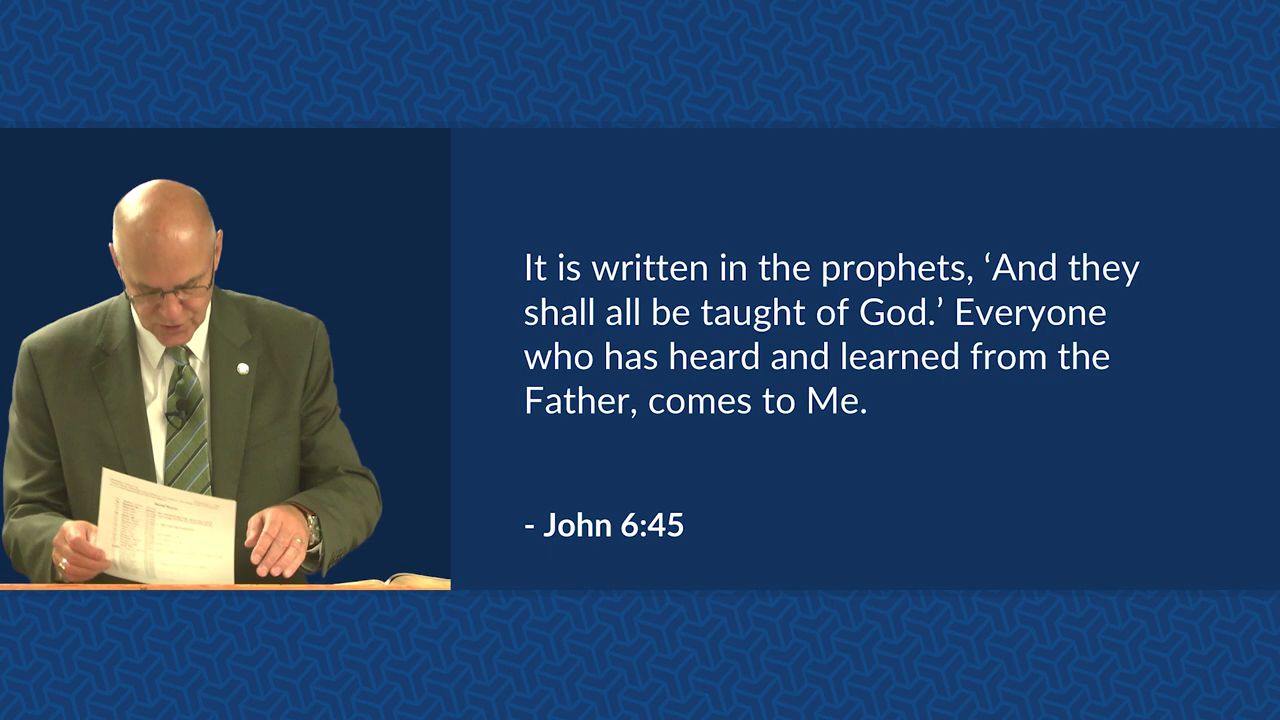 It is written in the prophets, ‘And they
shall all be taught of God.’ Everyone
who has heard and learned from the
Father, comes to Me.
- John 6:45